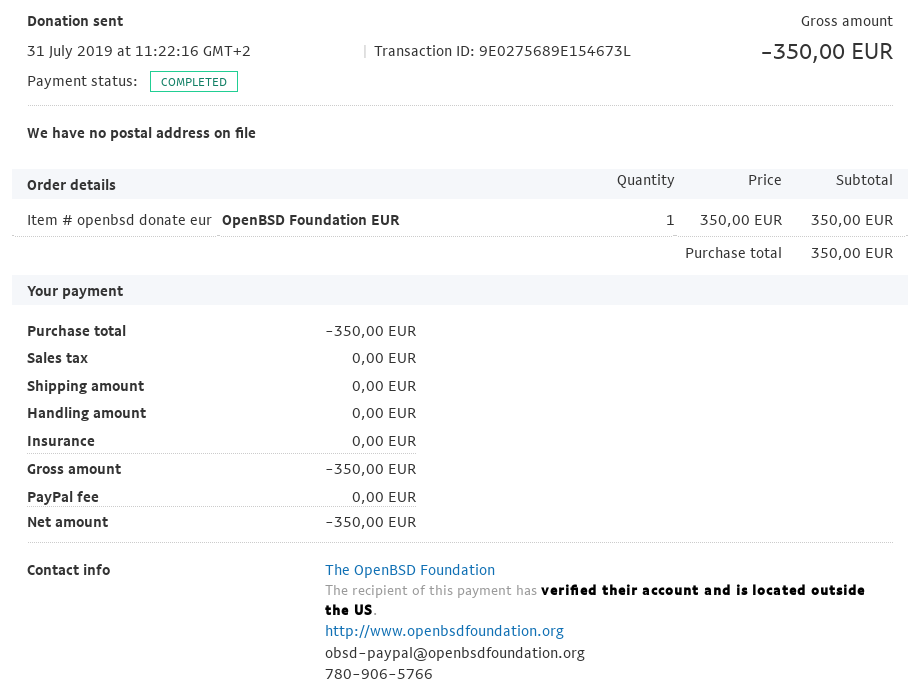 Donation sent Gross amount
31 July 2019 at 11:22:16 GMT+2 | Transaction ID: 9E0275689E154673L -350,00 EUR
Payment status: COMPLETED
We have no postal address on file
Order details Quantity Price Subtotal
Item # openbsd donate eur OpenBSD Foundation EUR 1 350,00 EUR 350,00 EUR
Purchase total 350,00 EUR
Your payment
Purchase total -350,00 EUR
Sales tax 0,00 EUR
Shipping amount 0,00 EUR
Handling amount 0,00 EUR
Insurance 0,00 EUR
Gross amount -350,00 EUR
PayPal fee 0,00 EUR
Net amount -350,00 EUR
Contact info The OpenBSD Foundation
The recipient of this payment has verified their account and is located outside
the US.
http://www.openbsdfoundation.org
obsd-paypal@openbsdfoundation.org
780-906-5766